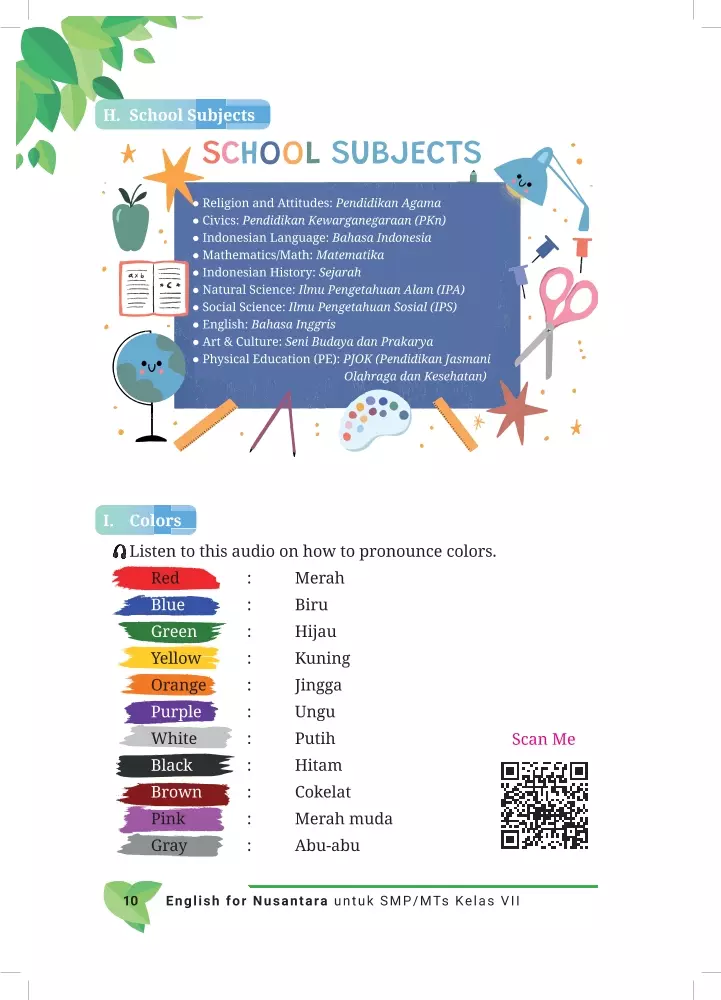 H. School Subjects
SCHOOL SUBJECTS
● Religion and Attitudes: Pendidikan Agama
● Civics: Pendidikan Kewarganegaraan (PKn)
● Indonesian Language: Bahasa Indonesia
● Mathematics/Math: Matematika
● Indonesian History: Sejarah
● Natural Science: Ilmu Pengetahuan Alam (IPA)
● Social Science: Ilmu Pengetahuan Sosial (IPS)
● English: Bahasa Inggris
● Art & Culture: Seni Budaya dan Prakarya
● Physical Education (PE): PJOK (Pendidikan Jasmani
Olahraga dan Kesehatan)
a x b
+ C +
I. Colors
Listen to this audio on how to pronounce colors.
Red : Merah
Blue : Biru
Green : Hijau
Yellow : Kuning
Orange : Jingga
Purple : Ungu
White : Putih
Black : Hitam
Brown : Cokelat
Pink : Merah muda
Gray : Abu-abu
Scan Me
10 English for Nusantara untuk SMP/MTs Kelas VII